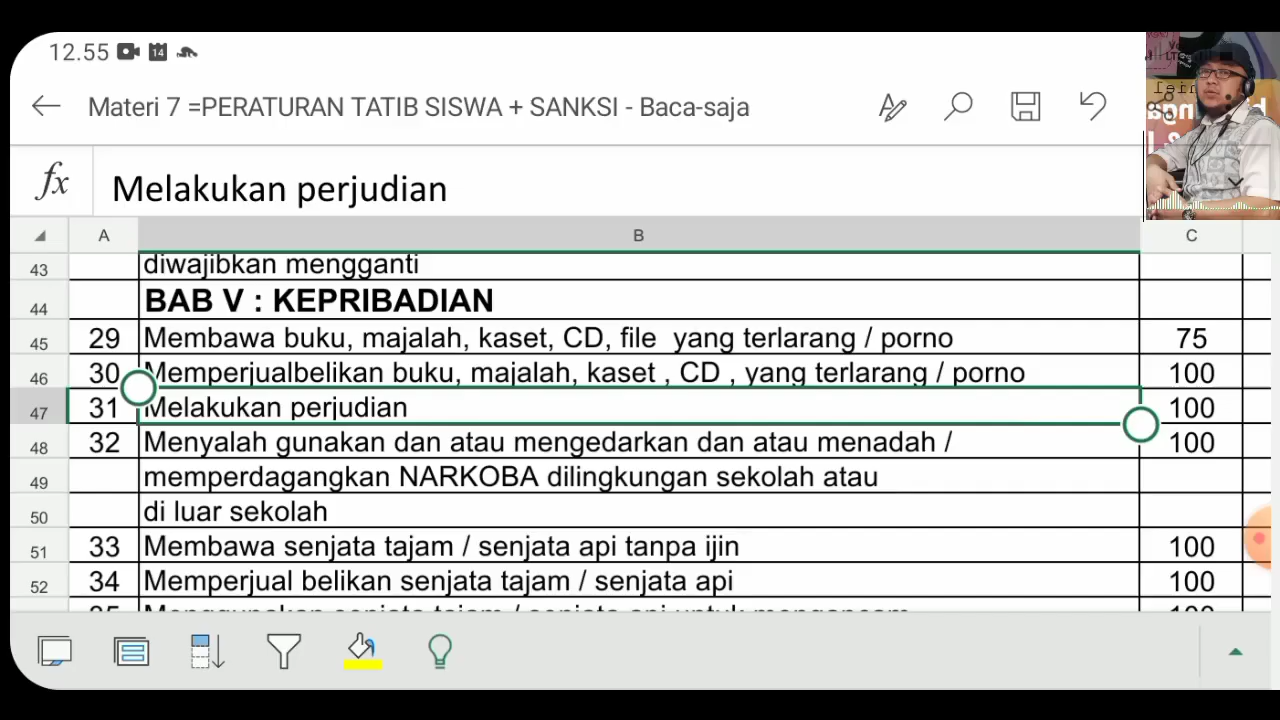 12.55
14
Materi 7 =PERATURAN TATIB SISWA + SANKSI - Baca-saja
fx
Melakukan perjudian
A B C
43 diwajibkan mengganti
44 BAB V : KEPRIBADIAN
45 29 Membawa buku, majalah, kaset, CD, file yang terlarang / porno 75
46 30 Memperjualbelikan buku, majalah, kaset , CD , yang terlarang / porno 100
47 31 Melakukan perjudian 100
48 32 Menyalah gunakan dan atau mengedarkan dan atau menadah / 100
49 memperdagangkan NARKOBA dilingkungan sekolah atau
50 di luar sekolah
51 33 Membawa senjata tajam / senjata api tanpa ijin 100
52 34 Memperjual belikan senjata tajam / senjata api 100